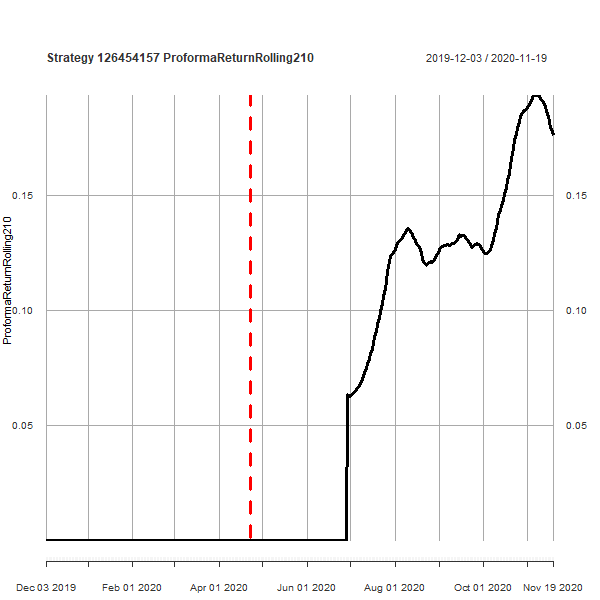 Strategy 126454157 ProformaReturnRolling210
2019-12-03 / 2020-11-19
ProformaReturnRolling210
0.15
0.15
0.10
0.10
0.05
0.05
Dec 03 2019
Feb 01 2020
Apr 01 2020
Jun 01 2020
Aug 01 2020
Oct 01 2020
Nov 19 2020